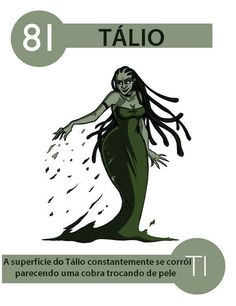 81
TÁLIO
A superfície do Tálio constantemente se corrói
parecendo uma cobra trocando de pele
Tl